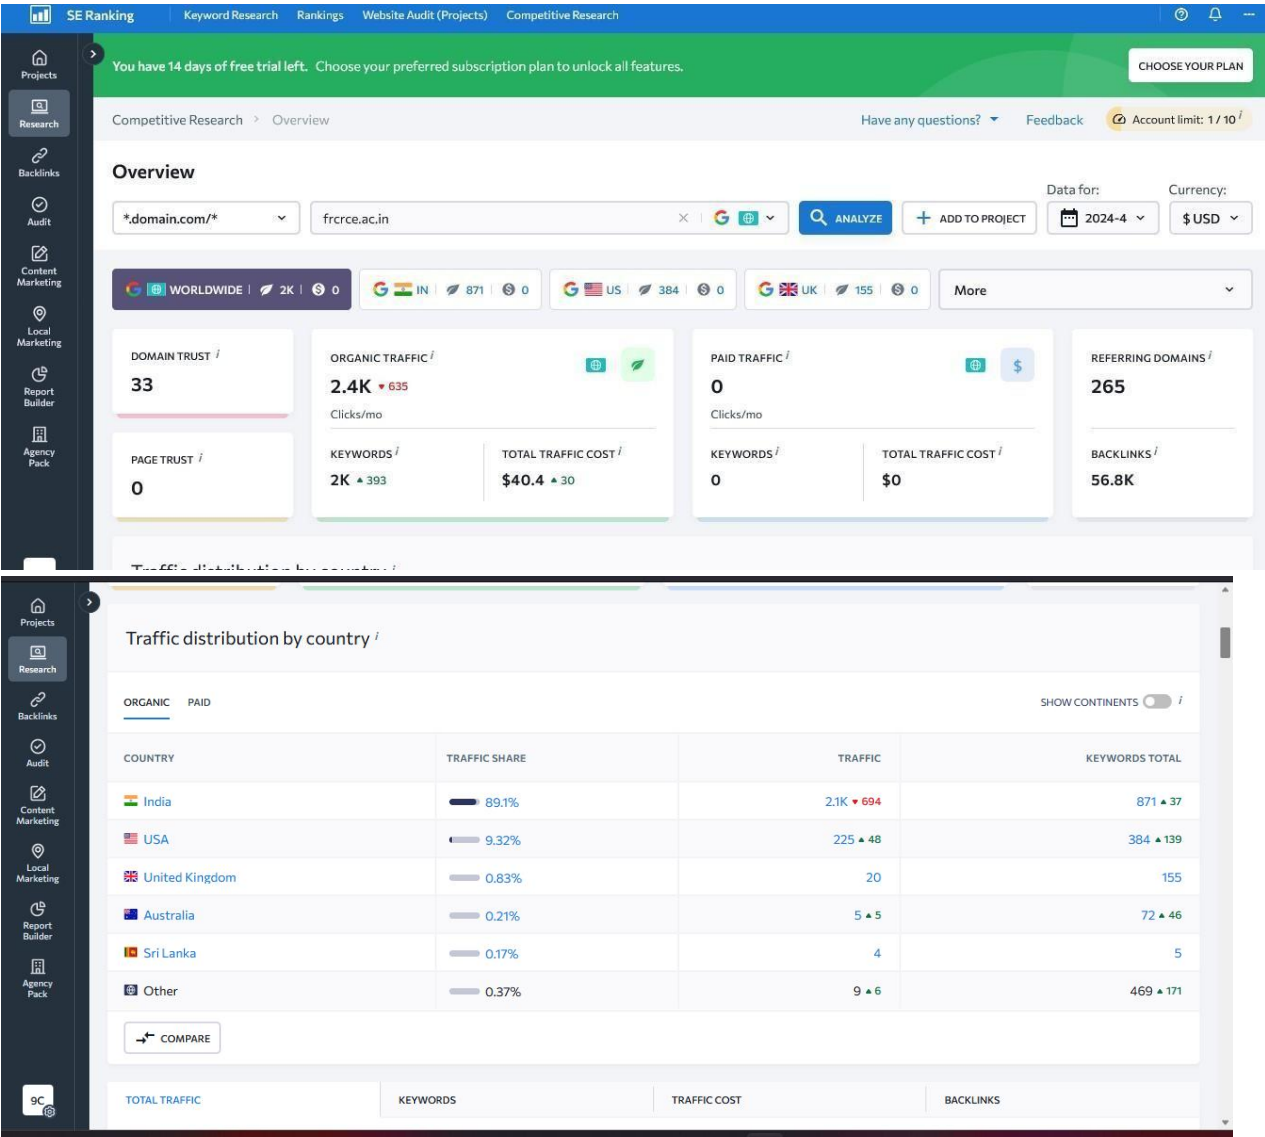 SE Ranking Keyword Research Rankings Website Audit (Projects) Competitive Research
You have 14 days of free trial left. Choose your preferred subscription plan to unlock all features. CHOOSE YOUR PLAN
Projects
Research
Backlinks
Audit
Content
Marketing
Local
Marketing
Report
Builder
Agency
Pack
Competitive Research > Overview Have any questions? Feedback Account limit: 1 / 10 i
Overview
Data for: Currency:
*.domain.com/* frcrce.ac.in ANALYZE + ADD TO PROJECT 2024-4 $ USD
WORLDWIDE 2K 0 IN 871 0 US 384 0 UK 155 0 More
DOMAIN TRUST i
33
PAGE TRUST i
0
ORGANIC TRAFFIC i
2.4K ▼ 635
Clicks/mo
KEYWORDS i
2K ▲ 393
TOTAL TRAFFIC COST i
$40.4 ▲ 30
PAID TRAFFIC i
0
Clicks/mo
KEYWORDS i
0
TOTAL TRAFFIC COST i
$0
REFERRING DOMAINS i
265
BACKLINKS i
56.8K
Traffic distribution by country i
Projects
Research
Backlinks
Audit
Content
Marketing
Local
Marketing
Report
Builder
Agency
Pack
9C
Traffic distribution by country i
ORGANIC PAID SHOW CONTINENTS i
COUNTRY TRAFFIC SHARE TRAFFIC KEYWORDS TOTAL
India 89.1% 2.1K ▼ 694 871 ▲ 37
USA 9.32% 225 ▲ 48 384 ▲ 139
United Kingdom 0.83% 20 155
Australia 0.21% 5 ▲ 5 72 ▲ 46
Sri Lanka 0.17% 4 5
Other 0.37% 9 ▲ 6 469 ▲ 171
COMPARE
TOTAL TRAFFIC KEYWORDS TRAFFIC COST BACKLINKS